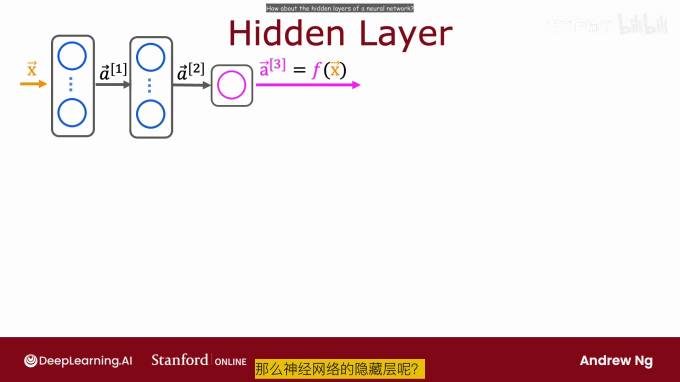 How about the hidden layers of a neural network?
Hidden Layer
bilibili
x⃗ a⃗[1] a⃗[2] a⃗[3] = f(x⃗)
DeepLearning.AI Stanford ONLINE Andrew Ng
那么神经网络的隐藏层呢?